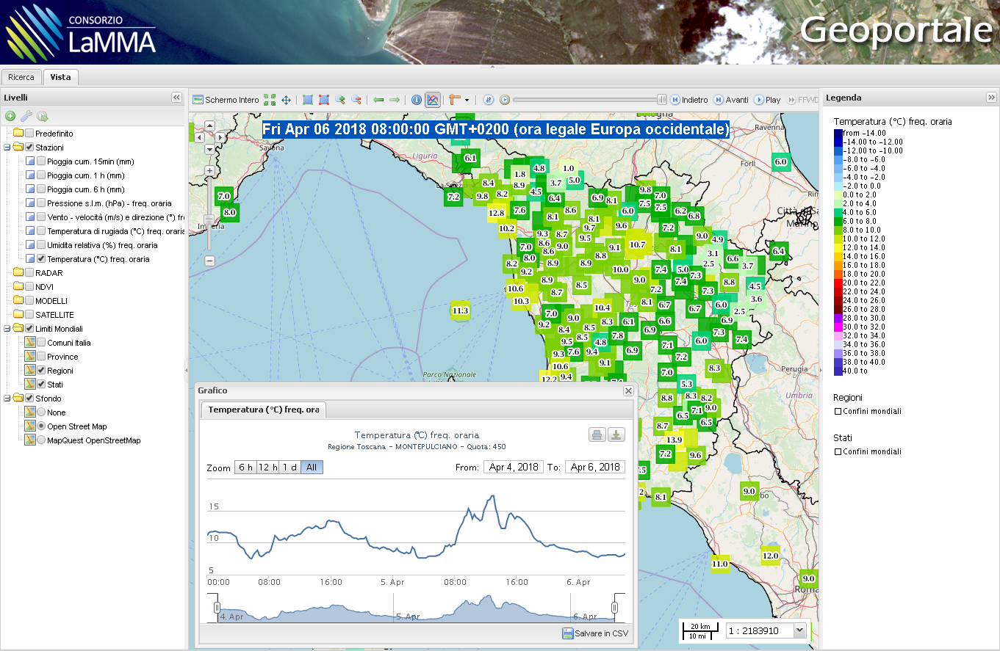 CONSORZIO
LaMMA
Geoportale
Ricerca
Vista
Livelli
Predefinito
Stazioni
Pioggia cum. 15min (mm)
Pioggia cum. 1 h (mm)
Pioggia cum. 6 h (mm)
Pressione s.l.m. (hPa) - freq. oraria
Vento - velocità (m/s) e direzione (°) fr
Temperatura di rugiada (°C) freq. oraria
Umidita relativa (%) freq. oraria
Temperatura (°C) freq. oraria
RADAR
NDVI
MODELLI
SATELLITE
Limiti Mondiali
Comuni Italia
Province
Regioni
Stati
Sfondo
None
Open Street Map
MapQuest OpenStreetMap
Schermo Intero
Indietro
Avanti
Play
FFWD
Fri Apr 06 2018 08:00:00 GMT+0200 (ora legale Europa occidentale)
Bologna
Ravenna
Savona
Liguria
Forlì
6.1 4.8 1.0 6.0
1.8 3.7 5.0
8.4 8.9 4.5 6.4
7.0 7.2 9.8 8.2 6.9 8.1 9.8 7.0
8.0 12.8 7.6 8.1 8.6 6.0 7.5 7.5 6.2 6.8
10.2 9.3 8.7 9.7 8.1 9.6 7.2 9.0 4.9
7.0 8.6 8.6 9.0 9.5 9.1 10.7 8.1 3.1 6.6 6.4
8.2 8.0 8.9 8.9 8.8 2.5 3.7
9.2 8.9 8.5 10.0 9.0 7.4 5.0 7.3 8.8 4.5
10.6 8.7 7.2 7.4 7.3 3.6
10.3 10.4 8.1 6.7 6.7 6.0 2.5
11.3 7.0 9.0 8.3 6.1 6.6 6.9
9.2 8.4 8.5 7.8 6.9 7.3
9.5 8.5 4.8 7.1 6.0 7.4
9.3 7.6 9.4 6.9 7.2
10.6 9.1 7.0 8.3
12.2 9.4 5.3
Parco Nazionale
Perugia
Umbria
8.8 8.3 8.2
7.1 9.0
6.5 6.5
8.7
13.9
7.2 9.6
8.1
9.0
12.0
11.0
9.0
Roma
Grafico
Temperatura (°C) freq. ora
Temperatura (°C) freq. oraria
Regione Toscana - MONTEPULCIANO - Quota: 450
Zoom 6 h 12 h 1 d All From: Apr 4, 2018 To: Apr 6, 2018
15
10
5
00:00 08:00 16:00 5. Apr 08:00 16:00 6. Apr
4. Apr 5. Apr 6. Apr
Salvare in CSV
20 km
10 mi
1 : 2183910
Legenda
Temperatura (°C) freq. oraria
from -14.00
-14.00 to -12.00
-12.00 to -10.00
-8.0 to -6.0
-6.0 to -4.0
-4.0 to -2.0
-2.0 to 0.0
0.0 to 2.0
2.0 to 4.0
4.0 to 6.0
6.0 to 8.0
8.0 to 10.0
10.0 to 12.0
12.0 to 14.0
14.0 to 16.0
16.0 to 18.0
18.0 to 20.0
20.0 to 22.0
22.0 to 24.0
24.0 to 26.0
26.0 to 28.0
28.0 to 30.0
30.0 to 32.0
32.0 to 34.0
34.0 to 36.0
36.0 to 38.0
38.0 to 40.0
40.0 to
Regioni
Confini mondiali
Stati
Confini mondiali